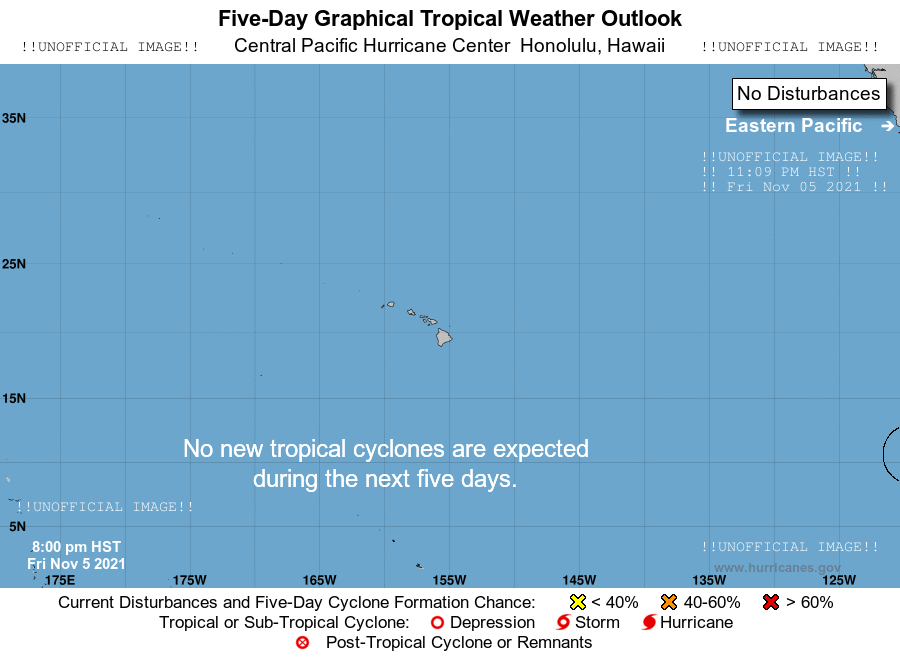 Five-Day Graphical Tropical Weather Outlook
!!UNOFFICIAL IMAGE!! Central Pacific Hurricane Center Honolulu, Hawaii !!UNOFFICIAL IMAGE!!
No Disturbances
35N
Eastern Pacific
!!UNOFFICIAL IMAGE!!
!! 11:09 PM HST !!
!! Fri Nov 05 2021 !!
25N
15N
No new tropical cyclones are expected
during the next five days.
!!UNOFFICIAL IMAGE!!
5N
8:00 pm HST
Fri Nov 5 2021
!!UNOFFICIAL IMAGE!!
www.hurricanes.gov
175E 175W 165W 155W 145W 135W 125W
Current Disturbances and Five-Day Cyclone Formation Chance: < 40% 40-60% > 60%
Tropical or Sub-Tropical Cyclone: Depression Storm Hurricane
Post-Tropical Cyclone or Remnants